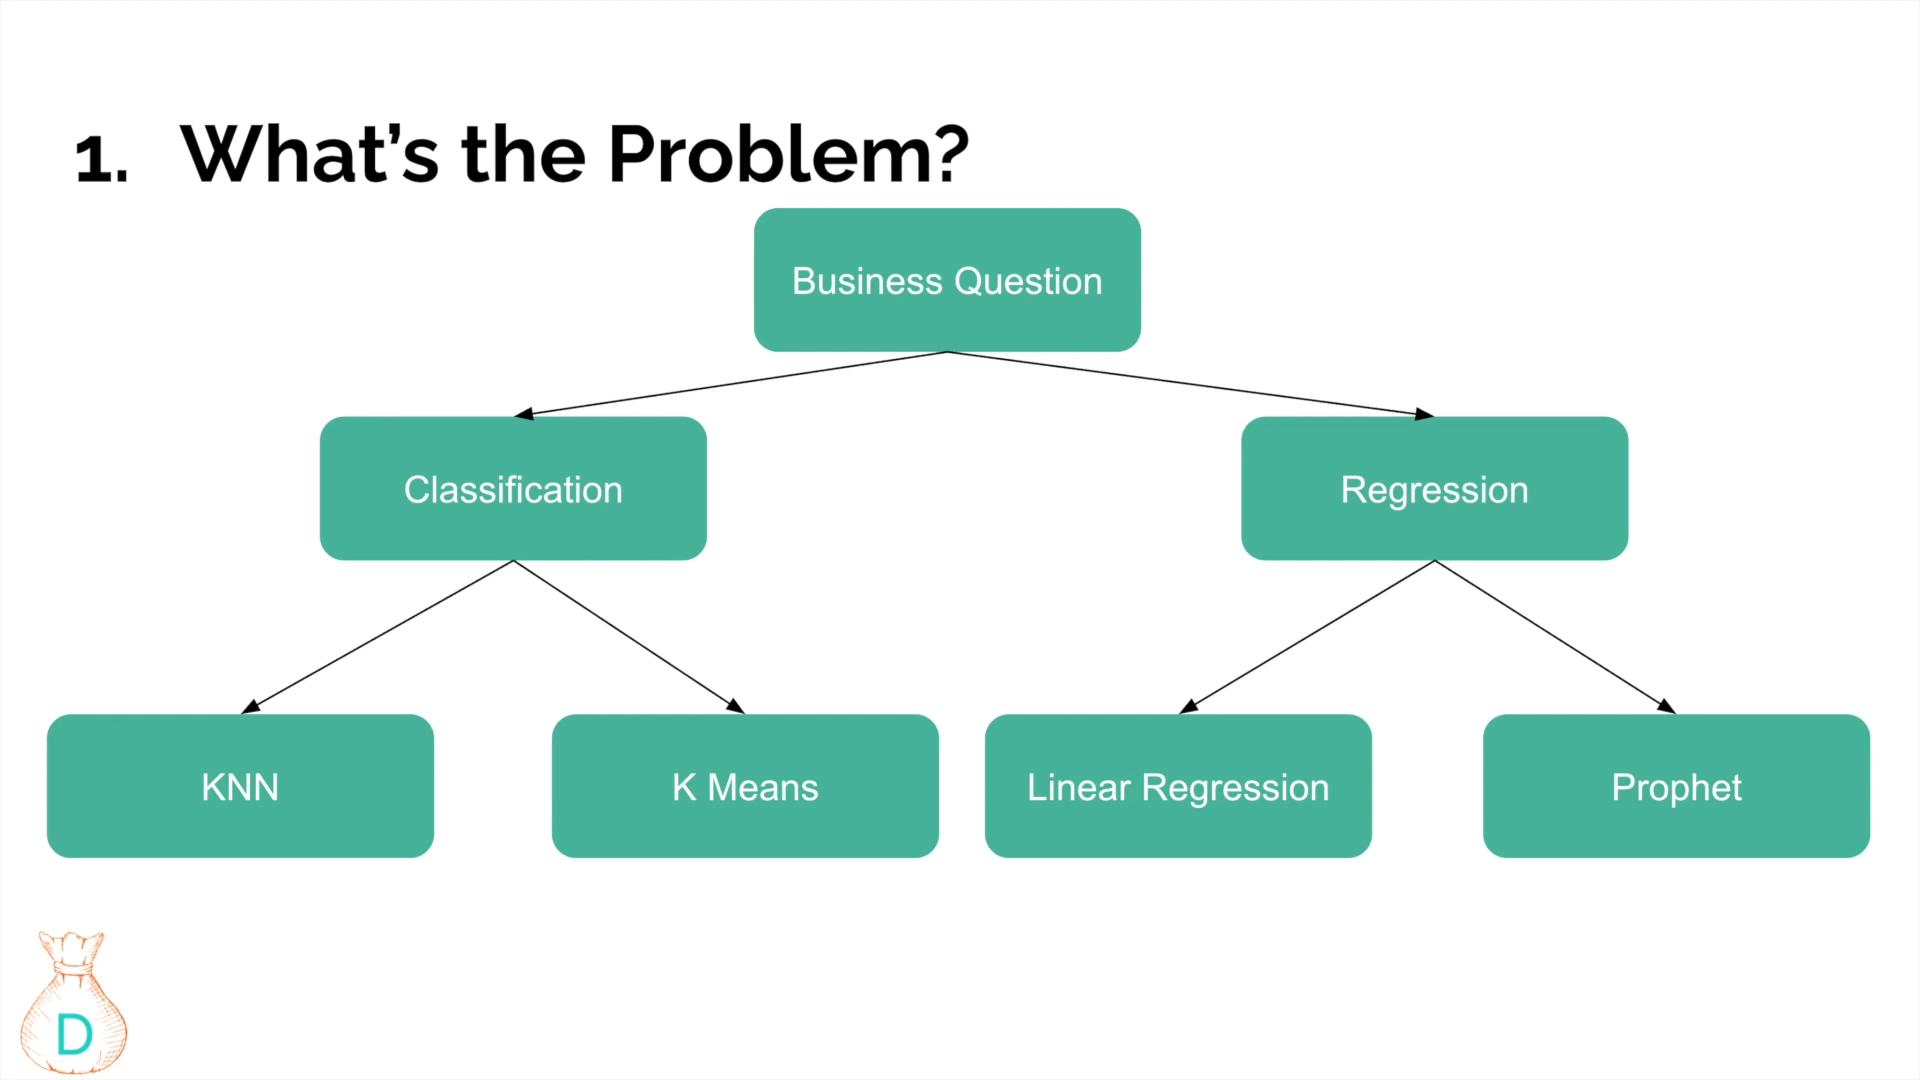 1. What’s the Problem?
Business Question
Classification
Regression
KNN
K Means
Linear Regression
Prophet
D